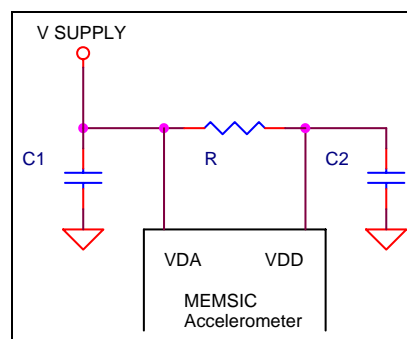 V SUPPLY
C1
R
C2
VDA
VDD
MEMSIC
Accelerometer